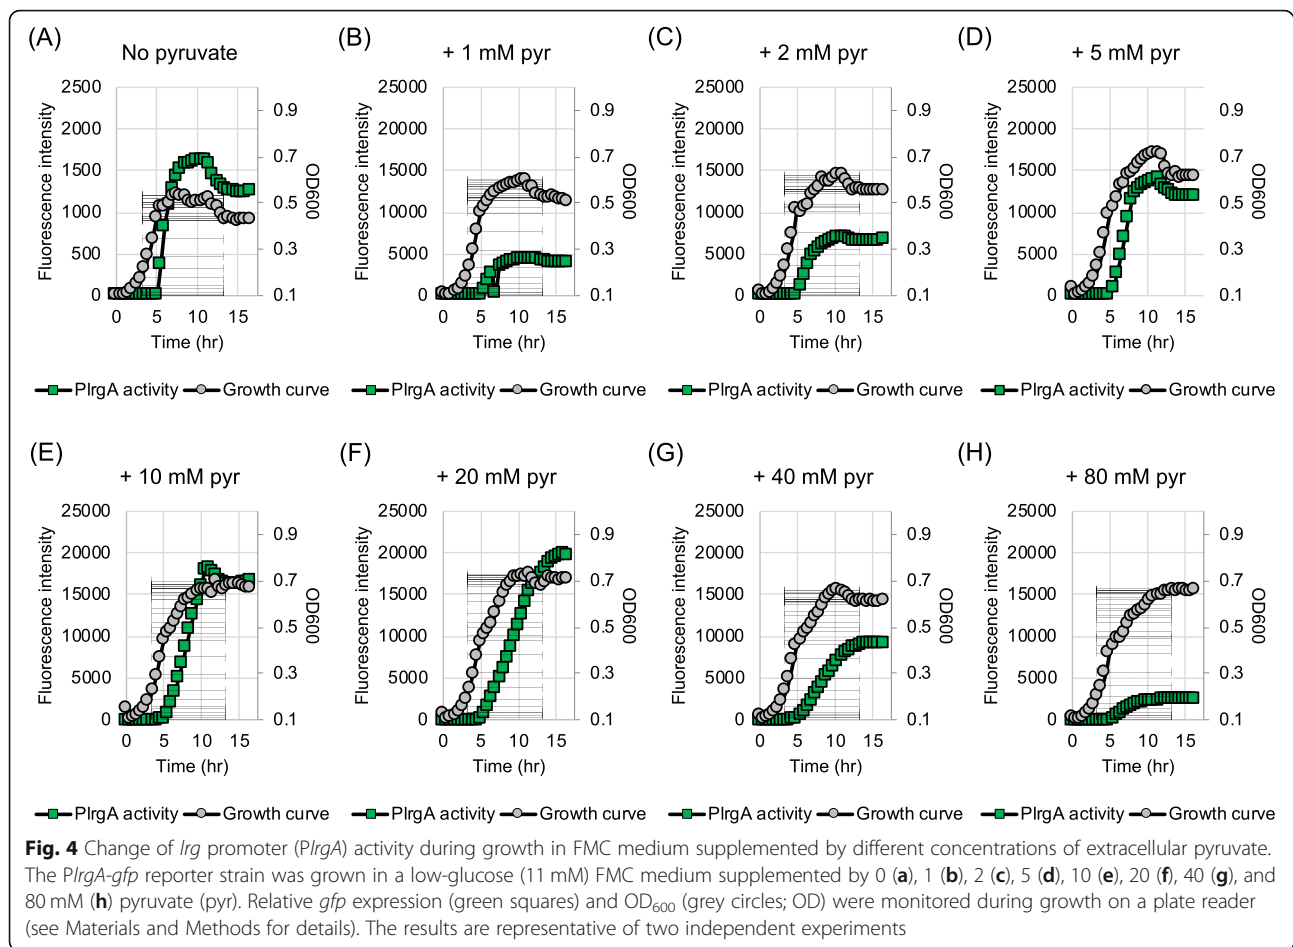 (A)
No pyruvate
Fluorescence intensity
2500
2000
1500
1000
500
0
0.9
0.7
0.5
0.3
0.1
OD600
0 5 10 15
Time (hr)
PlrgA activity Growth curve
(B)
+ 1 mM pyr
Fluorescence intensity
25000
20000
15000
10000
5000
0
0.9
0.7
0.5
0.3
0.1
OD600
0 5 10 15
Time (hr)
PlrgA activity Growth curve
(C)
+ 2 mM pyr
Fluorescence intensity
25000
20000
15000
10000
5000
0
0.9
0.7
0.5
0.3
0.1
OD600
0 5 10 15
Time (hr)
PlrgA activity Growth curve
(D)
+ 5 mM pyr
Fluorescence intensity
25000
20000
15000
10000
5000
0
0.9
0.7
0.5
0.3
0.1
OD600
0 5 10 15
Time (hr)
PlrgA activity Growth curve
(E)
+ 10 mM pyr
Fluorescence intensity
25000
20000
15000
10000
5000
0
0.9
0.7
0.5
0.3
0.1
OD600
0 5 10 15
Time (hr)
PlrgA activity Growth curve
(F)
+ 20 mM pyr
Fluorescence intensity
25000
20000
15000
10000
5000
0
0.9
0.7
0.5
0.3
0.1
OD600
0 5 10 15
Time (hr)
PlrgA activity Growth curve
(G)
+ 40 mM pyr
Fluorescence intensity
25000
20000
15000
10000
5000
0
0.9
0.7
0.5
0.3
0.1
OD600
0 5 10 15
Time (hr)
PlrgA activity Growth curve
(H)
+ 80 mM pyr
Fluorescence intensity
25000
20000
15000
10000
5000
0
0.9
0.7
0.5
0.3
0.1
OD600
0 5 10 15
Time (hr)
PlrgA activity Growth curve
Fig. 4 Change of lrg promoter (PlrgA) activity during growth in FMC medium supplemented by different concentrations of extracellular pyruvate.
The PlrgA-gfp reporter strain was grown in a low-glucose (11 mM) FMC medium supplemented by 0 (a), 1 (b), 2 (c), 5 (d), 10 (e), 20 (f), 40 (g), and
80 mM (h) pyruvate (pyr). Relative gfp expression (green squares) and OD600 (grey circles; OD) were monitored during growth on a plate reader
(see Materials and Methods for details). The results are representative of two independent experiments